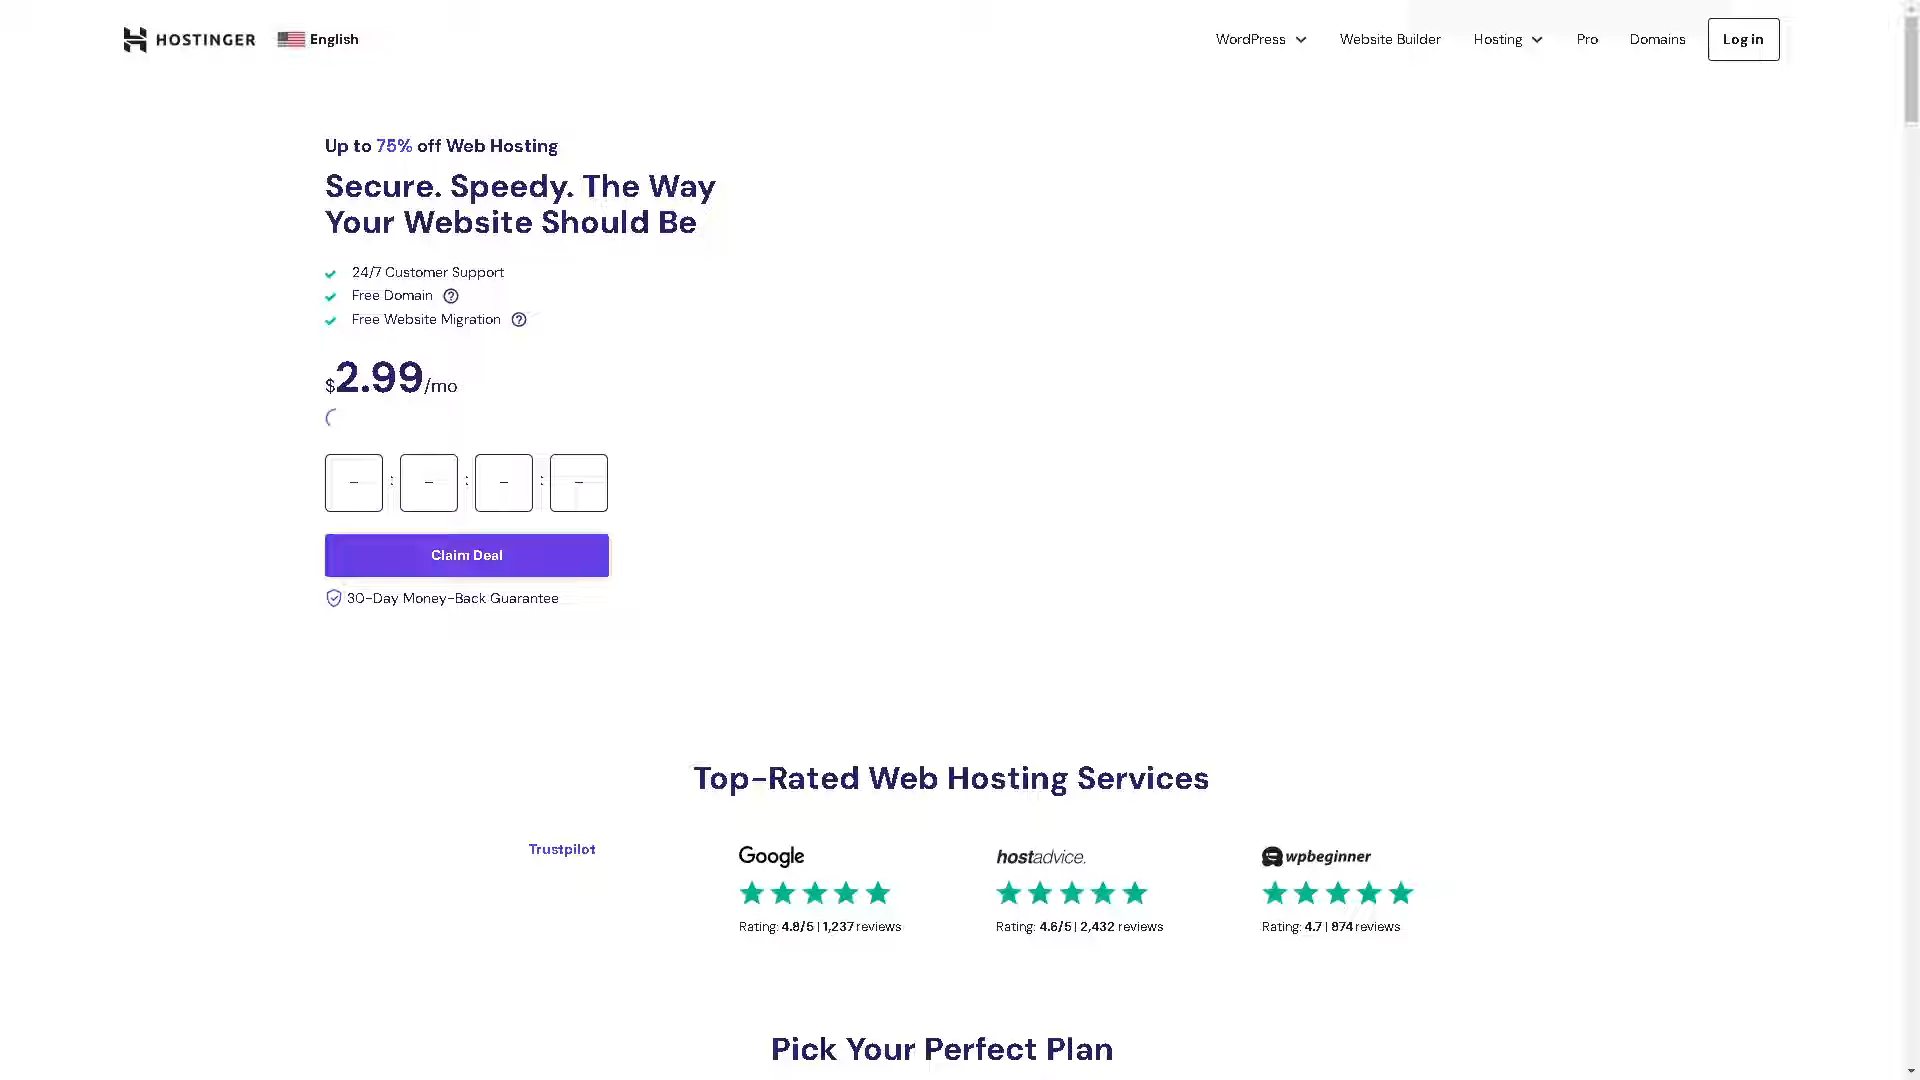 HOSTINGER
English
WordPress
Website Builder
Hosting
Pro
Domains
Log in
Up to 75% off Web Hosting
Secure. Speedy. The Way
Your Website Should Be
24/7 Customer Support
Free Domain
Free Website Migration
$2.99/mo
- : - : - : -
Claim Deal
30-Day Money-Back Guarantee
Top-Rated Web Hosting Services
Trustpilot
Google
Rating: 4.8/5 | 1,237 reviews
hostadvice.
Rating: 4.6/5 | 2,432 reviews
wpbeginner
Rating: 4.7 | 974 reviews
Pick Your Perfect Plan